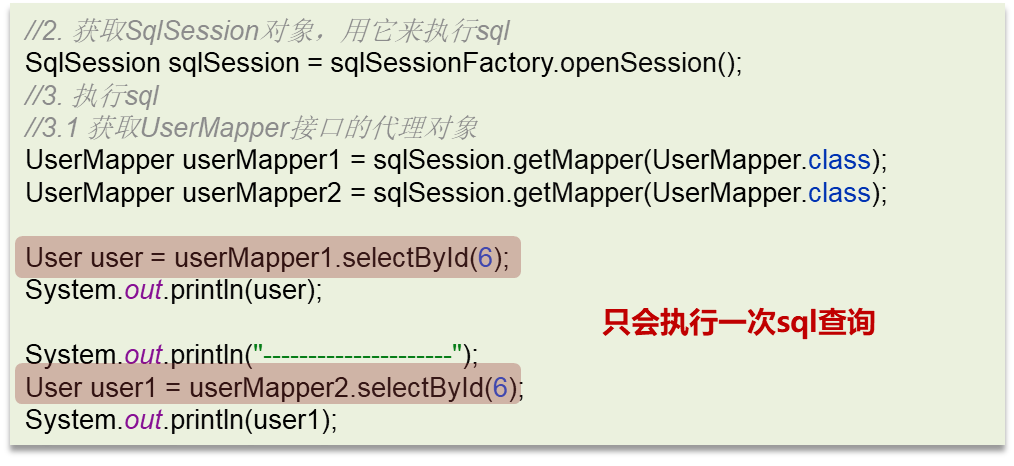 //2. 获取SqlSession对象，用它来执行sql
SqlSession sqlSession = sqlSessionFactory.openSession();
//3. 执行sql
//3.1 获取UserMapper接口的代理对象
UserMapper userMapper1 = sqlSession.getMapper(UserMapper.class);
UserMapper userMapper2 = sqlSession.getMapper(UserMapper.class);
User user = userMapper1.selectById(6);
System.out.println(user);
只会执行一次sql查询
System.out.println("---------------------");
User user1 = userMapper2.selectById(6);
System.out.println(user1);